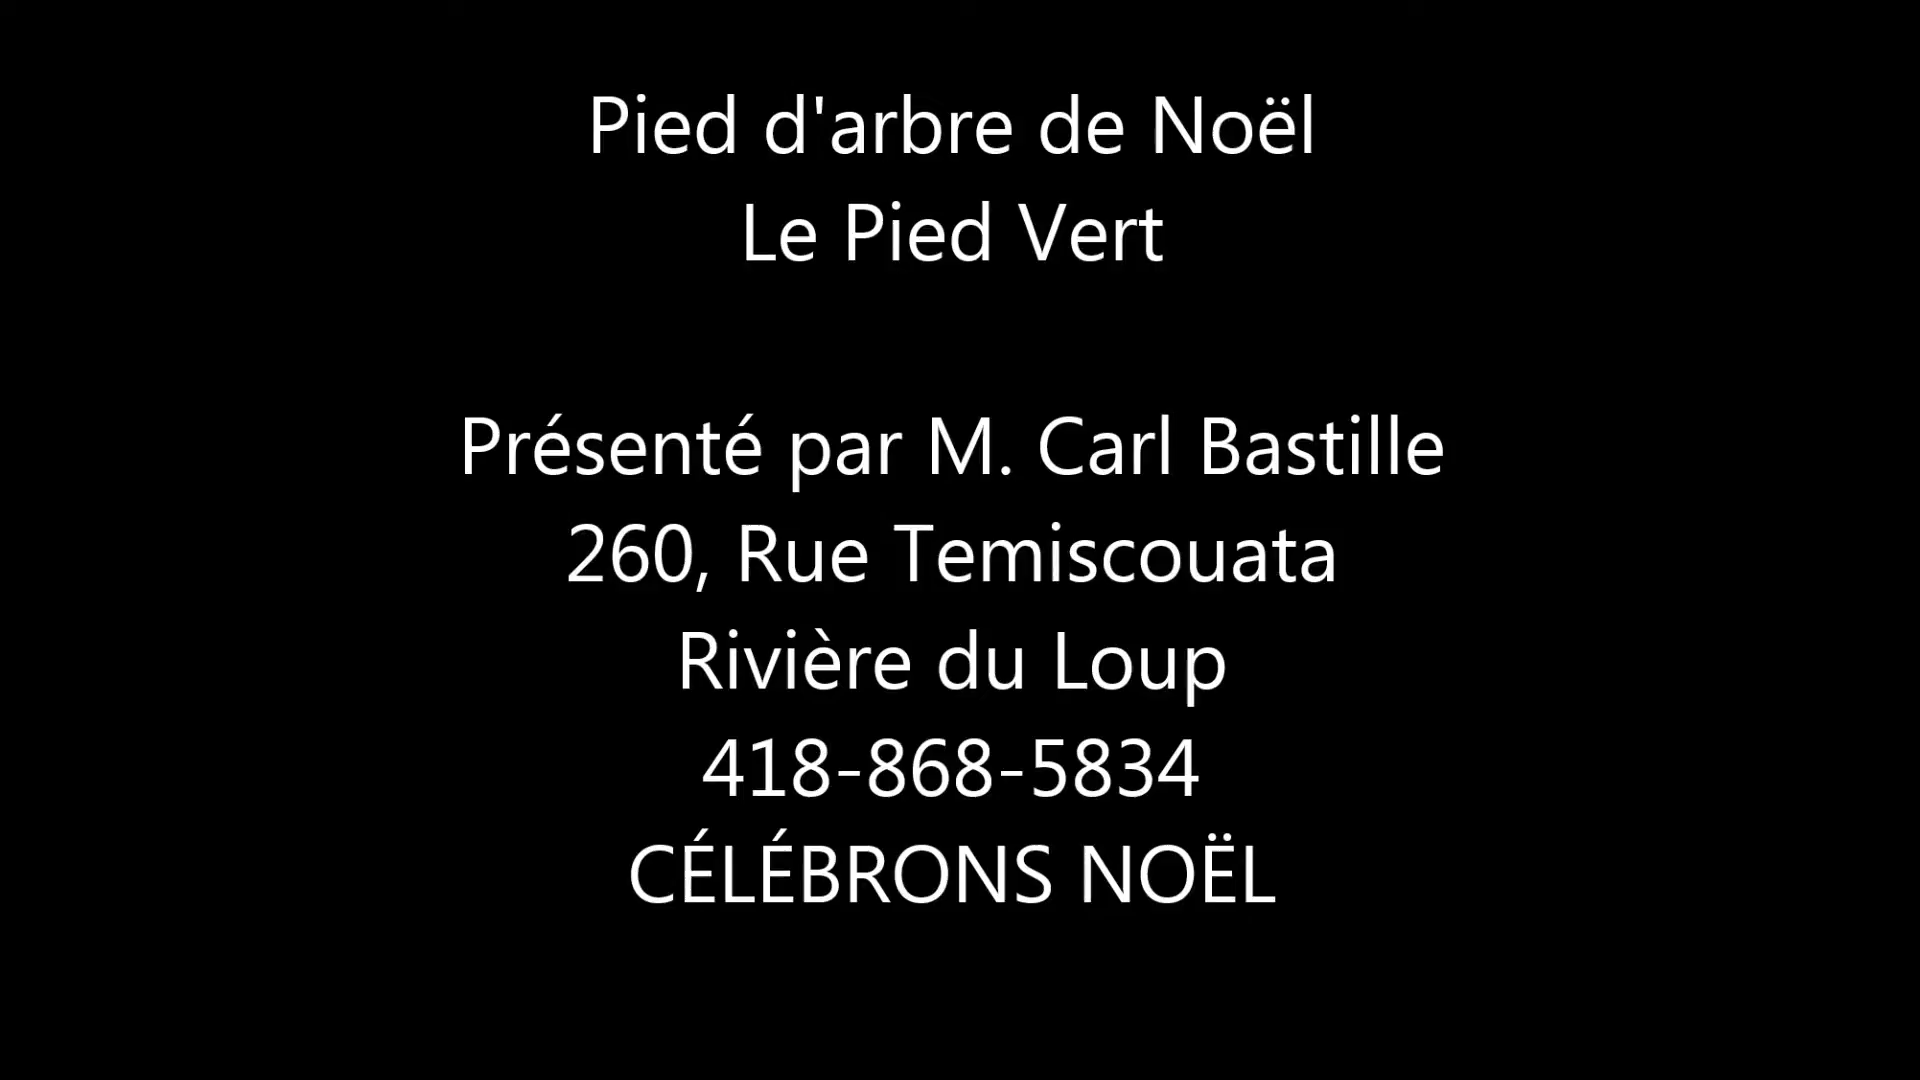 Pied d'arbre de Noël
Le Pied Vert
Présenté par M. Carl Bastille
260, Rue Temiscouata
Rivière du Loup
418-868-5834
CÉLÉBRONS NOËL